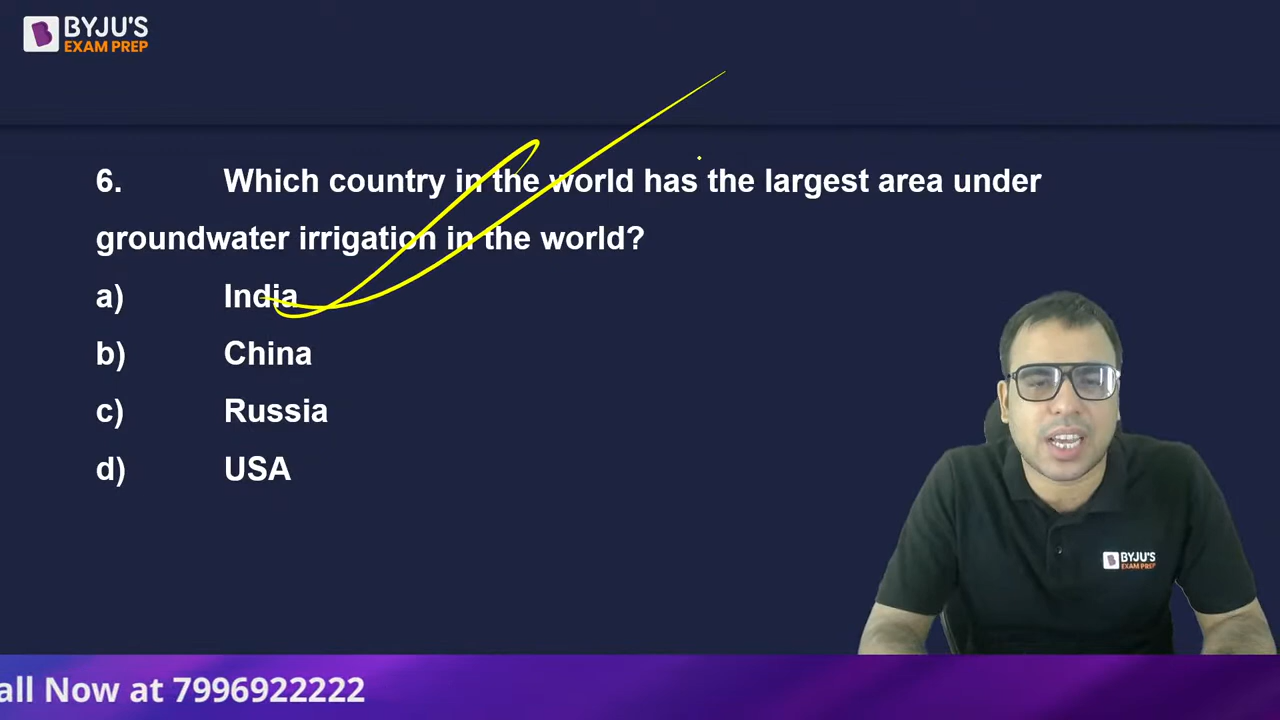 BYJU'S
EXAM PREP
6. Which country in the world has the largest area under
groundwater irrigation in the world?
a) India
b) China
c) Russia
d) USA
BYJU'S
EXAM PREP
all Now at 7996922222